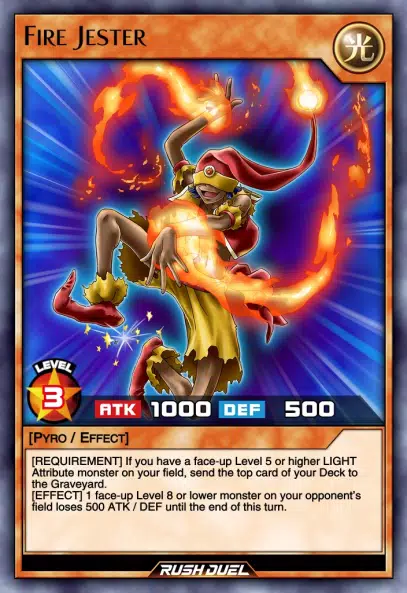 Fire Jester
光
LEVEL
3
ATK 1000 DEF 500
[Pyro / Effect]
[REQUIREMENT] If you have a face-up Level 5 or higher LIGHT
Attribute monster on your field, send the top card of your Deck to
the Graveyard.
[EFFECT] 1 face-up Level 8 or lower monster on your opponent's
field loses 500 ATK / DEF until the end of this turn.
RUSH DUEL